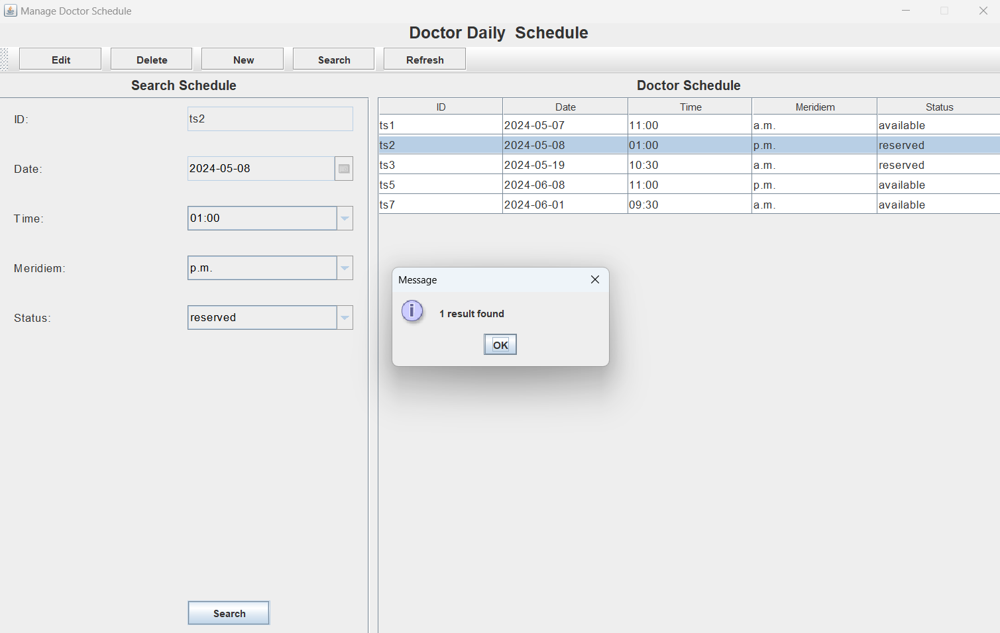 Manage Doctor Schedule
Doctor Daily  Schedule
Edit Delete New Search Refresh
Search Schedule
ID: ts2
Date: 2024-05-08
Time: 01:00
Meridiem: p.m.
Status: reserved
Search
Doctor Schedule
ID Date Time Meridiem Status
ts1 2024-05-07 11:00 a.m. available
ts2 2024-05-08 01:00 p.m. reserved
ts3 2024-05-19 10:30 a.m. reserved
ts5 2024-06-08 11:00 p.m. available
ts7 2024-06-01 09:30 a.m. available
Message
i
1 result found
OK